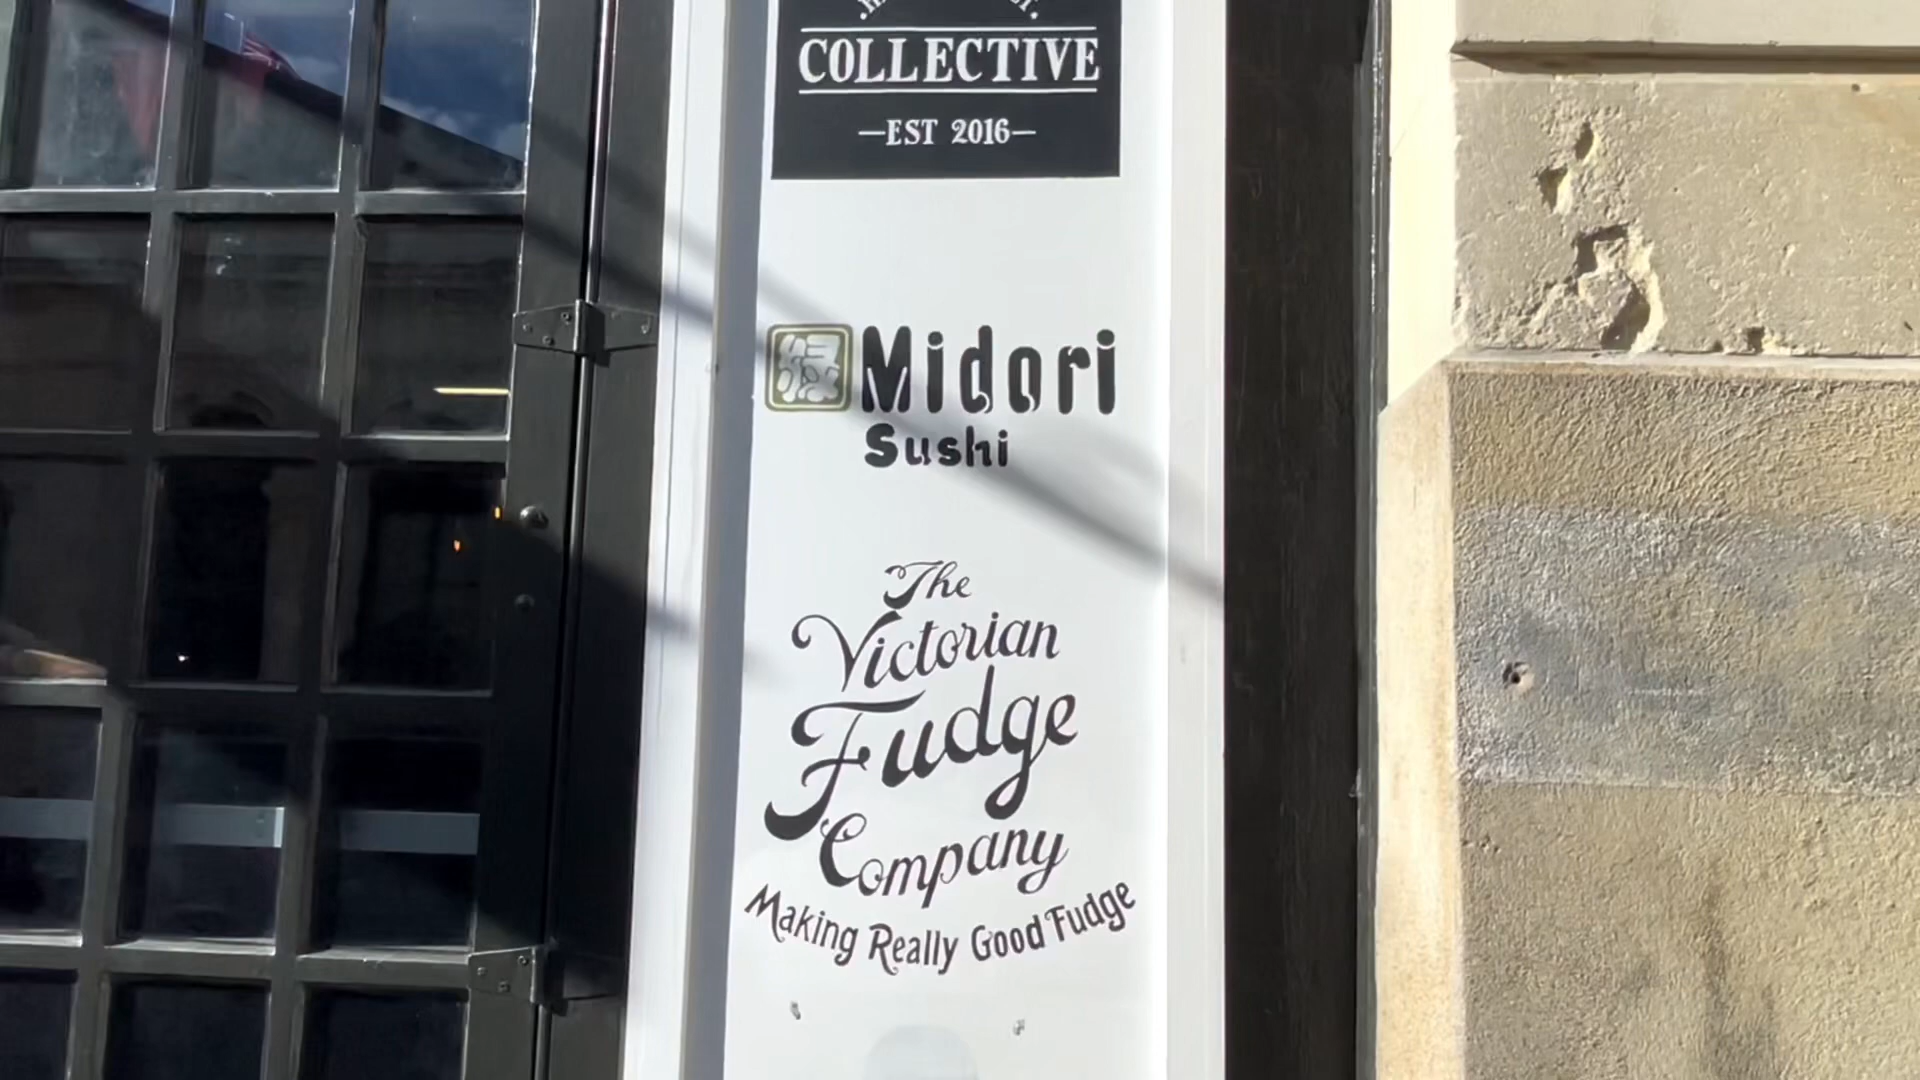 COLLECTIVE
—EST 2016—
Midori
Sushi
The
Victorian
Fudge
Company
Making Really Good Fudge